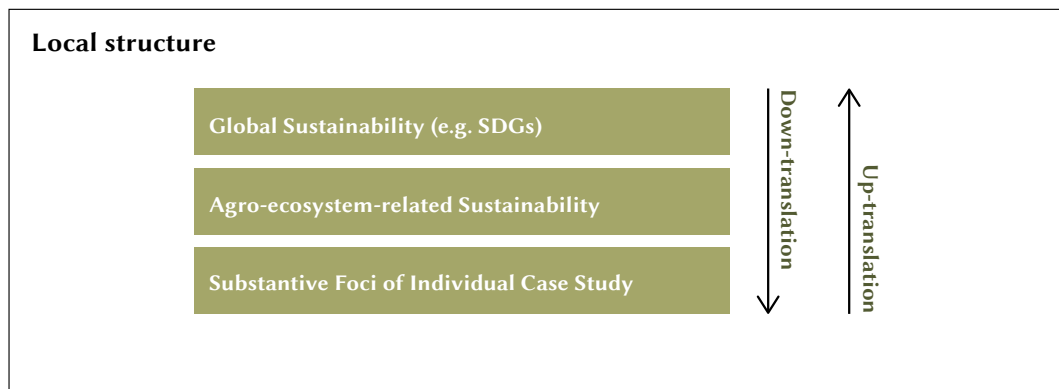 Local structure
Global Sustainability (e.g. SDGs)
Agro-ecosystem-related Sustainability
Substantive Foci of Individual Case Study
Down-translation
Up-translation